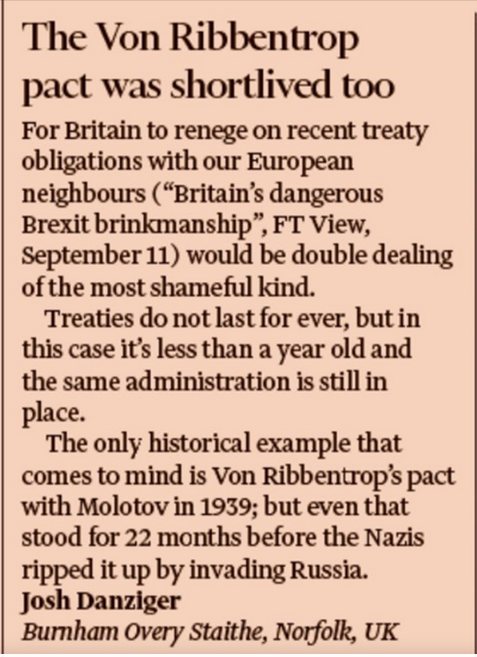 The Von Ribbentrop
pact was shortlived too
For Britain to renege on recent treaty
obligations with our European
neighbours (“Britain’s dangerous
Brexit brinkmanship”, FT View,
September 11) would be double dealing
of the most shameful kind.
Treaties do not last for ever, but in
this case it’s less than a year old and
the same administration is still in
place.
The only historical example that
comes to mind is Von Ribbentrop’s pact
with Molotov in 1939; but even that
stood for 22 months before the Nazis
ripped it up by invading Russia.
Josh Danziger
Burnham Overy Staithe, Norfolk, UK